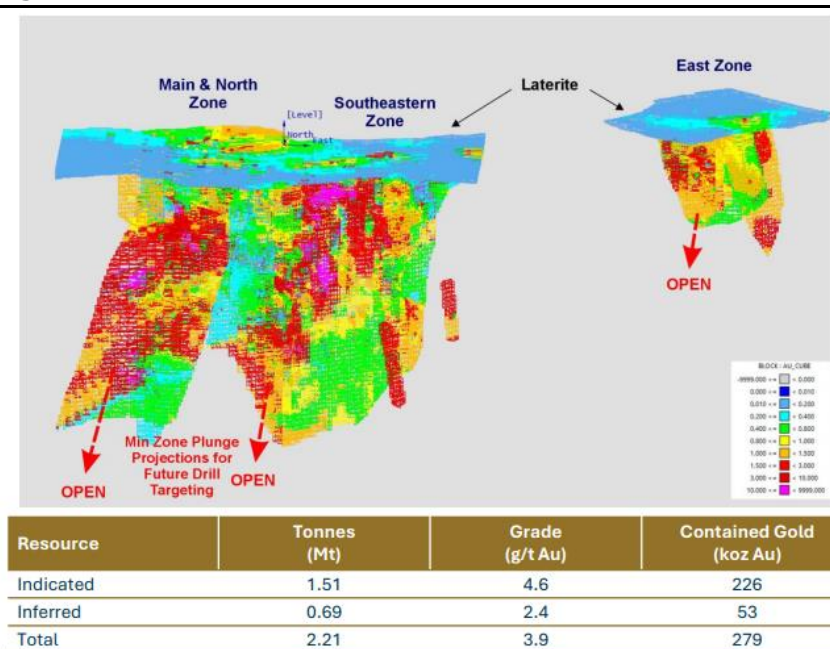 Main & North
Zone
Southeastern
Zone
Laterite
East Zone
[Level]
North
East
OPEN
Min Zone Plunge
Projections for
Future Drill
Targeting
OPEN
OPEN
BLOCK : AU_CUBE
-9999.000 <= < 0.000
0.000 <= < 0.010
0.010 <= < 0.200
0.200 <= < 0.400
0.400 <= < 0.800
0.800 <= < 1.000
1.000 <= < 1.500
1.500 <= < 3.000
3.000 <= < 10.000
10.000 <= < 9999.000
Resource Tonnes (Mt) Grade (g/t Au) Contained Gold (koz Au)
Indicated 1.51 4.6 226
Inferred 0.69 2.4 53
Total 2.21 3.9 279